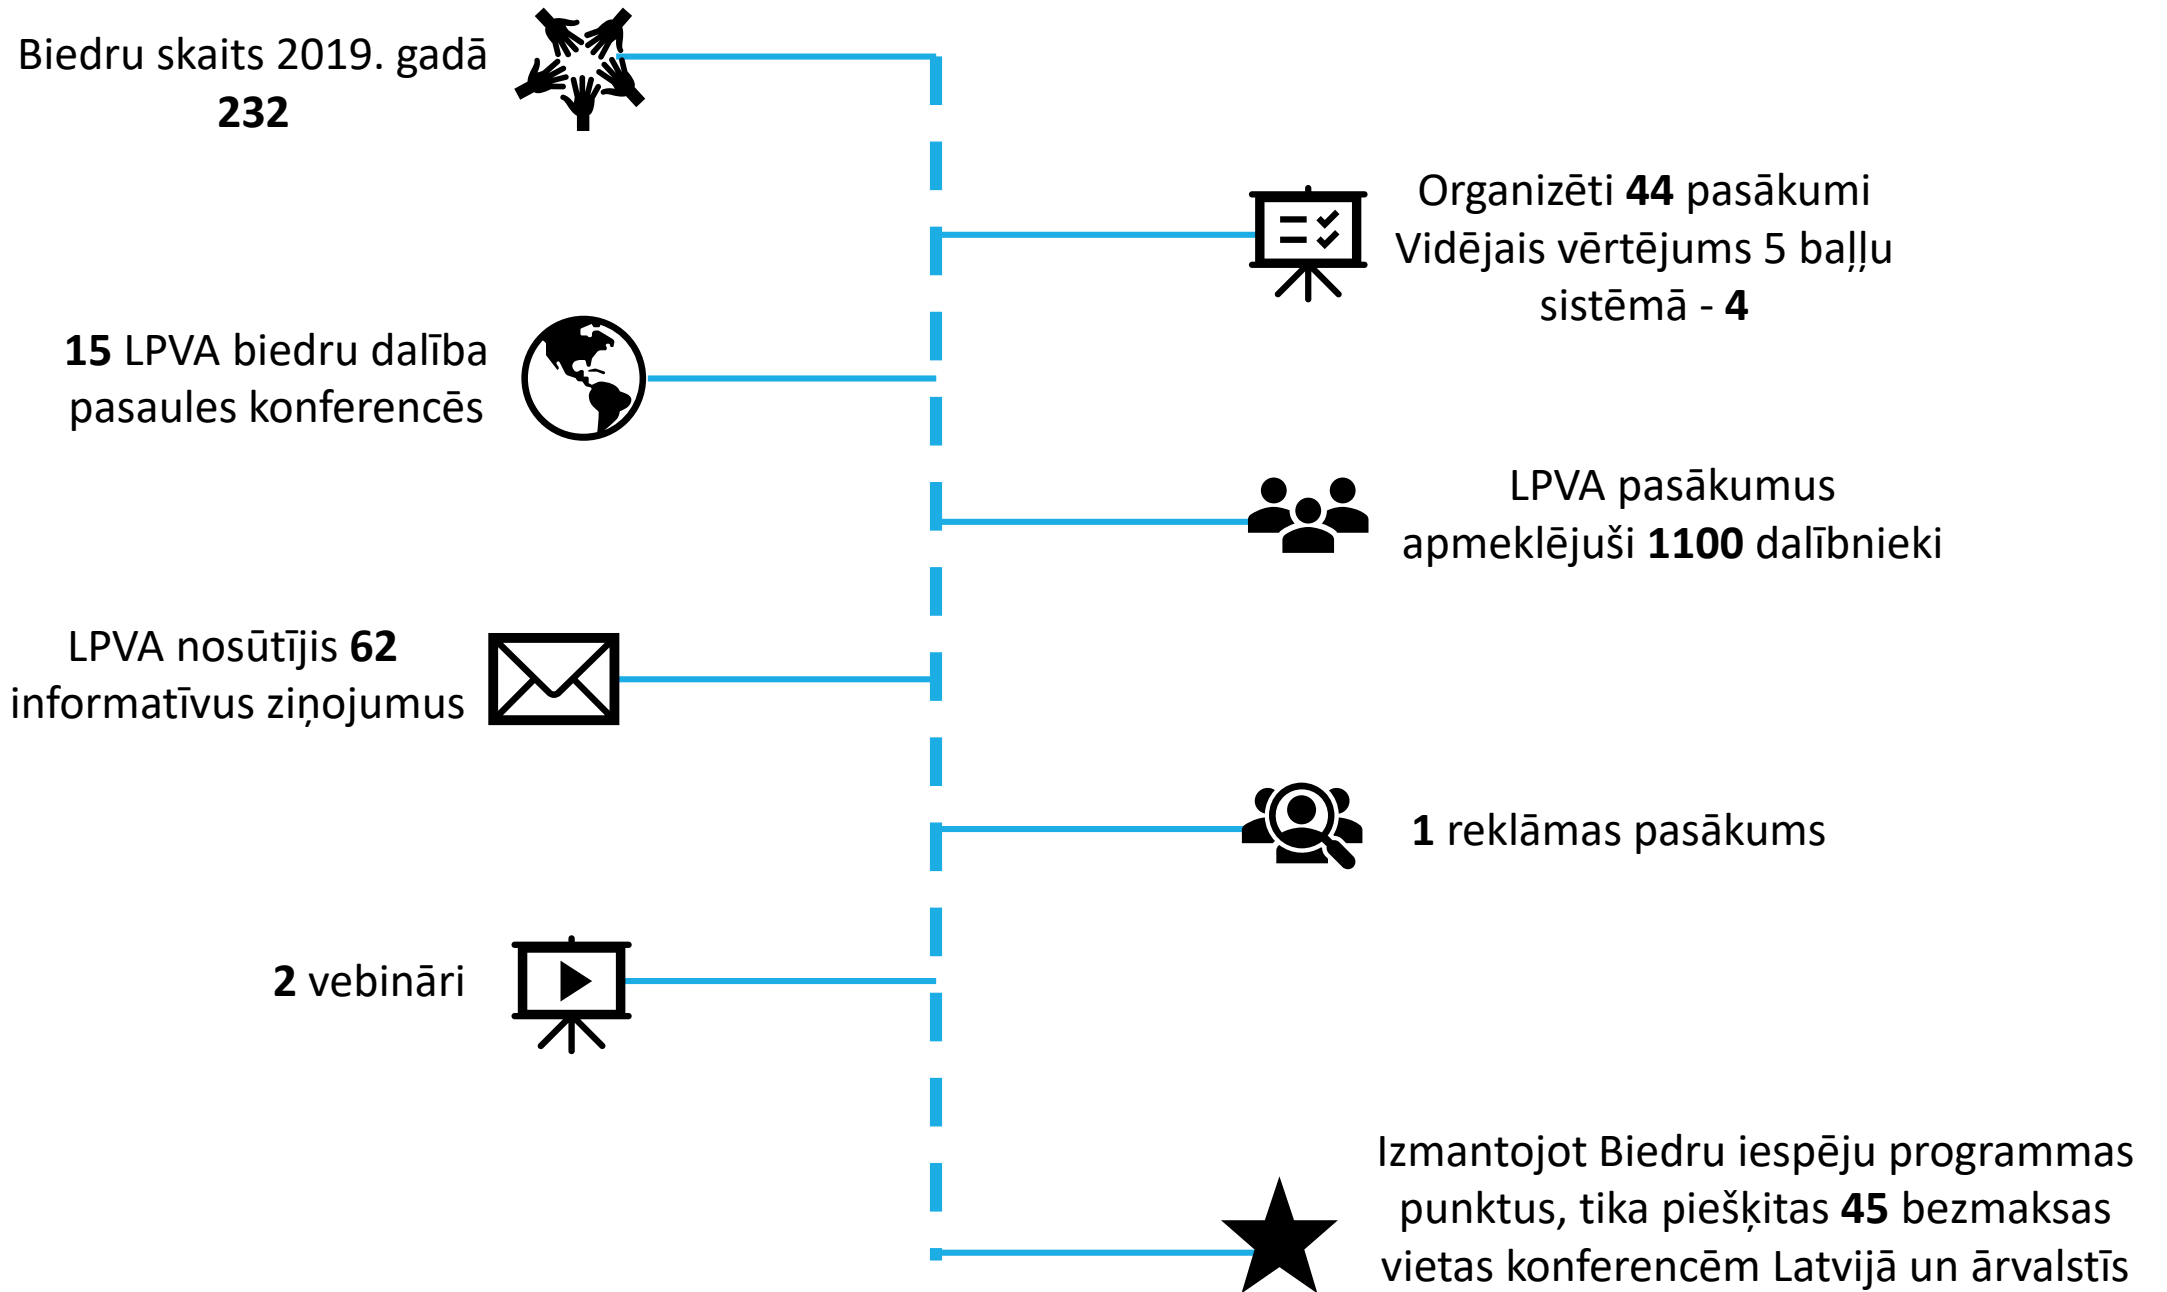 Biedru skaits 2019. gadā
232
Organizēti 44 pasākumi
Vidējais vērtējums 5 baļļu
sistēmā - 4
15 LPVA biedru dalība
pasaules konferencēs
LPVA pasākumus
apmeklējuši 1100 dalībnieki
LPVA nosūtījis 62
informatīvus ziņojumus
1 reklāmas pasākums
2 vebināri
Izmantojot Biedru iespēju programmas
punktus, tika piešķitas 45 bezmaksas
vietas konferencēm Latvijā un ārvalstīs